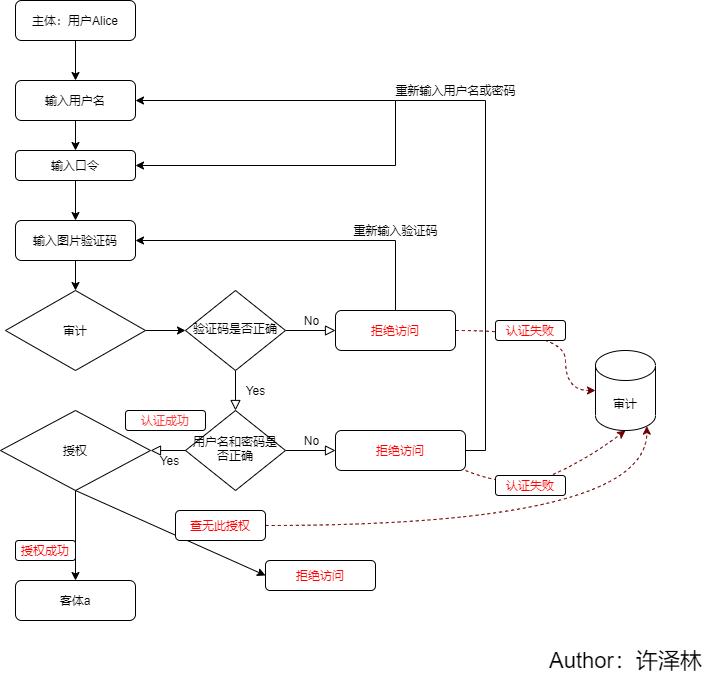 主体：用户Alice
输入用户名
重新输入用户名或密码
输入口令
输入图片验证码
重新输入验证码
审计
验证码是否正确
No
拒绝访问
认证失败
审计
Yes
认证成功
授权
Yes
用户名和密码是
否正确
No
拒绝访问
认证失败
查无此授权
授权成功
拒绝访问
客体a
Author：许泽林